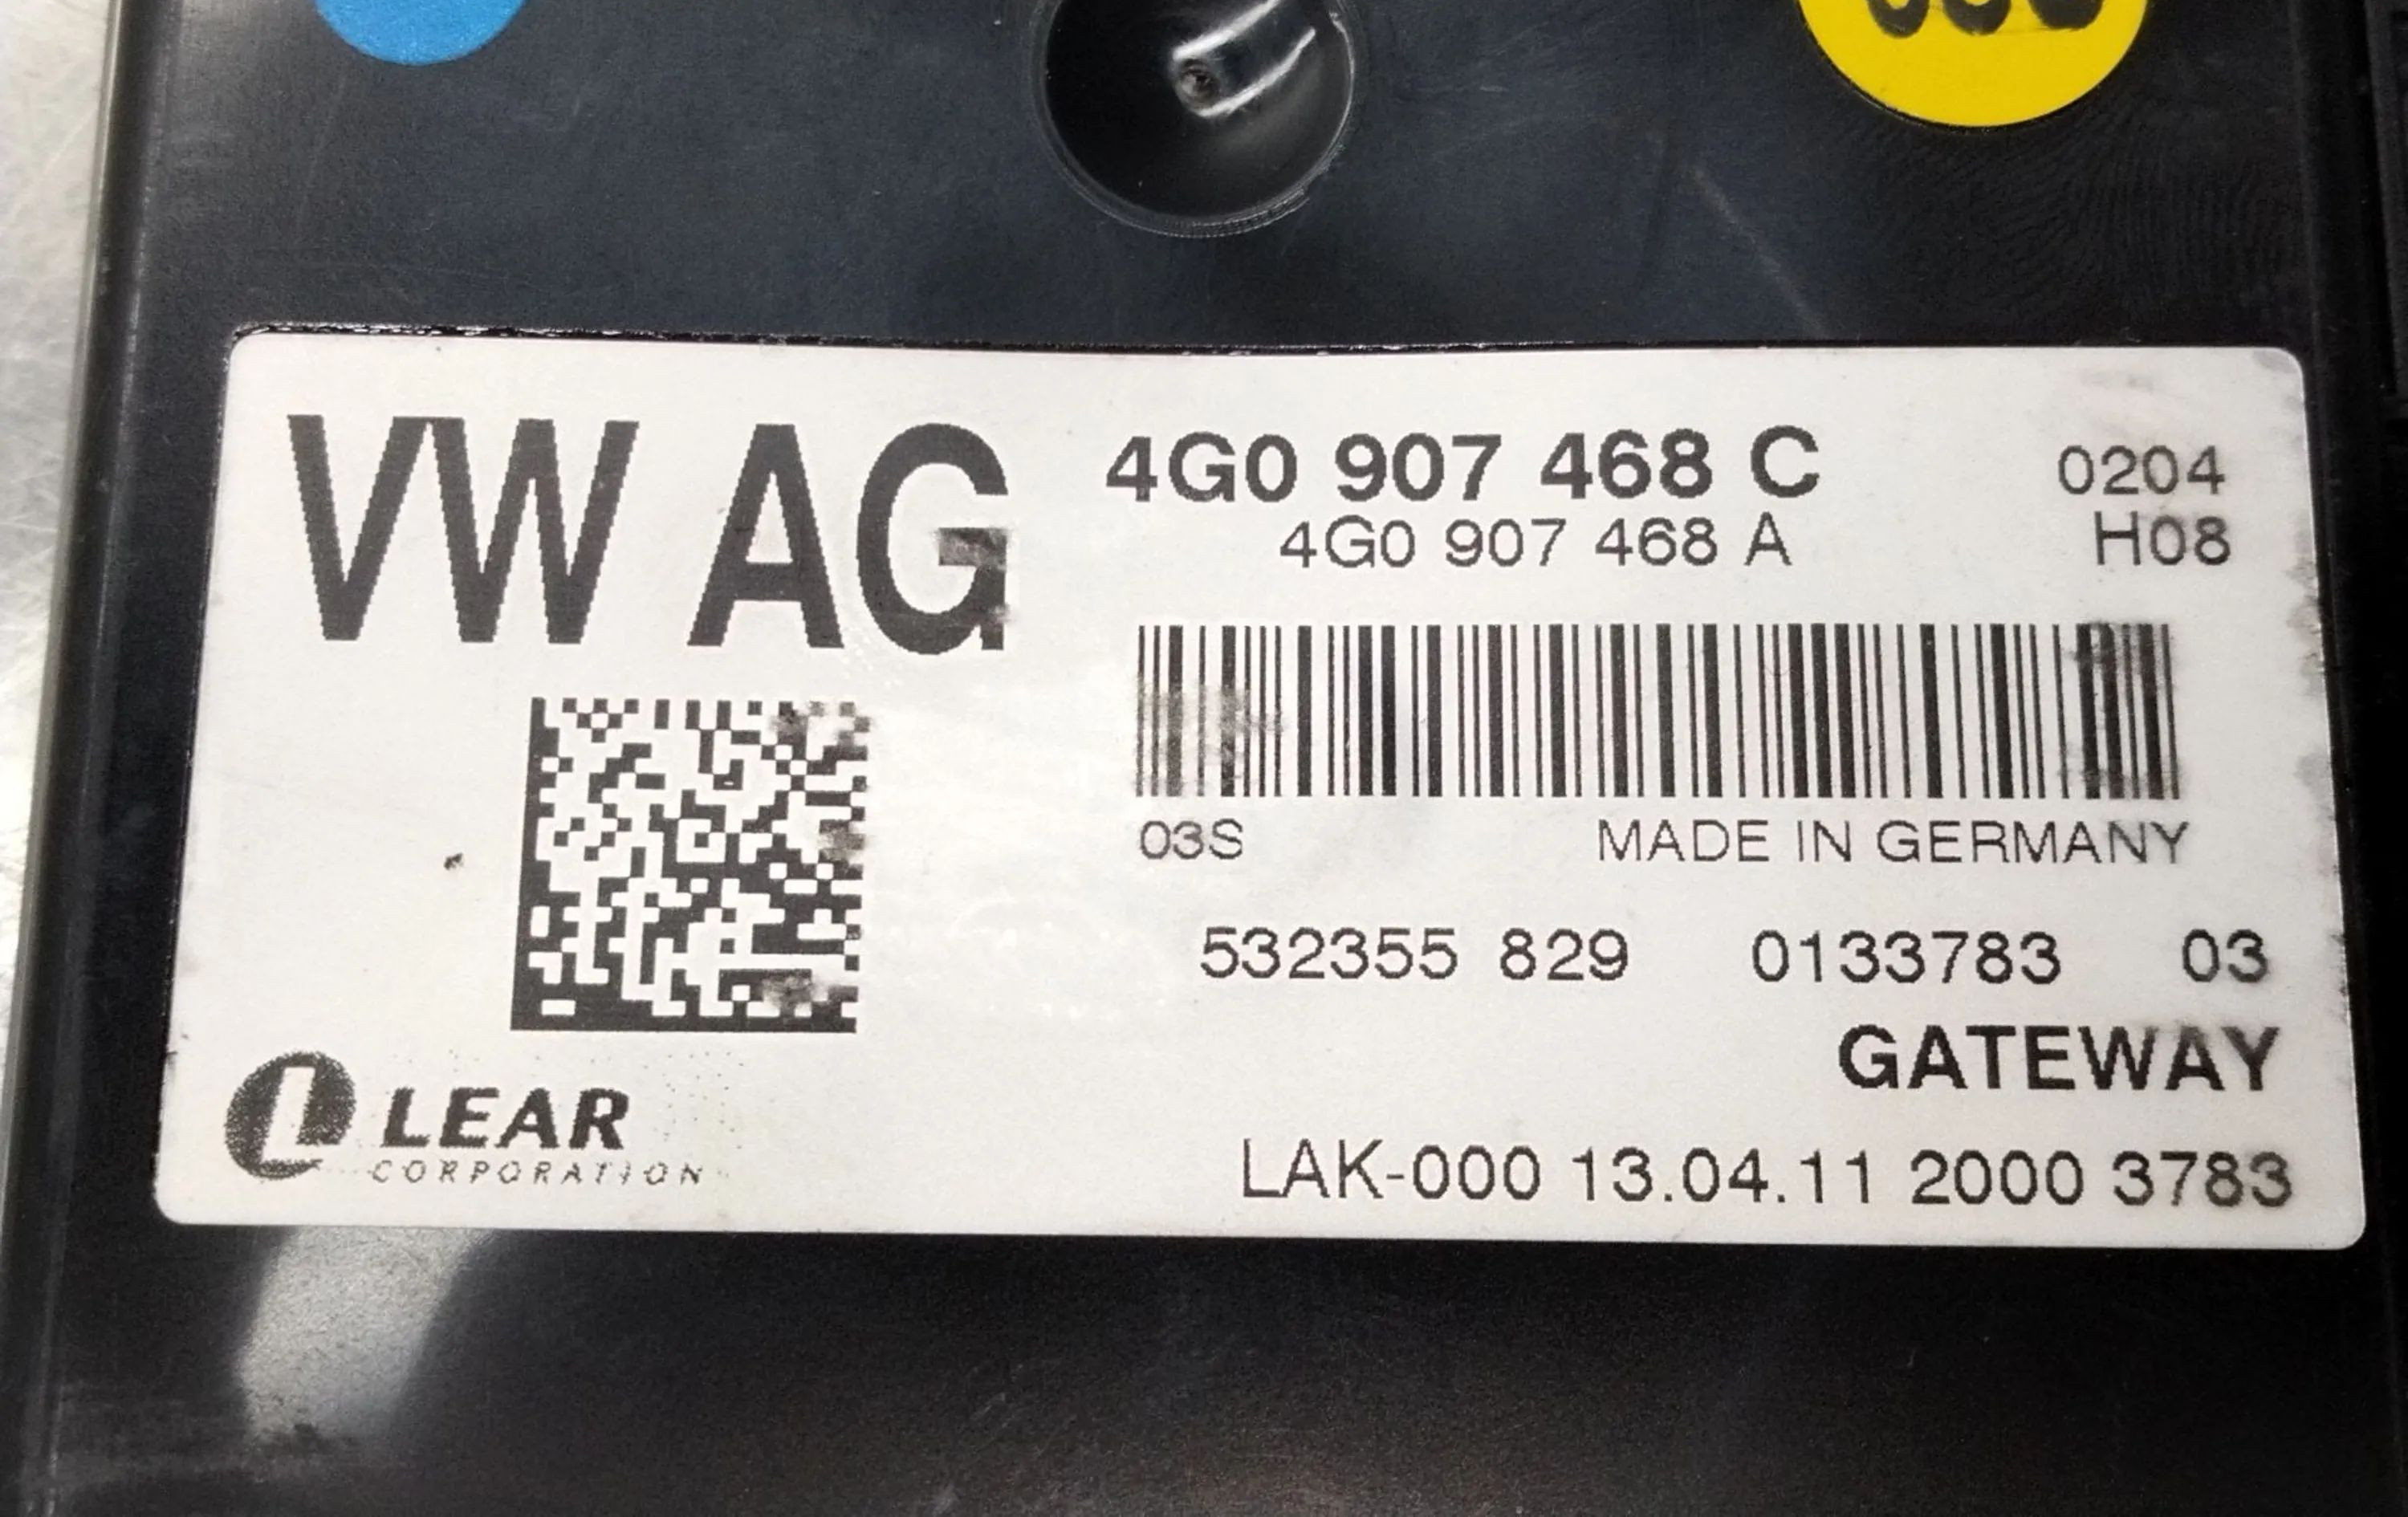 VW AG
4G0 907 468 C 0204
4G0 907 468 A H08
03S MADE IN GERMANY
532355 829 0133783 03
GATEWAY
L LEAR
CORPORATION
LAK-000 13.04.11 2000 3783